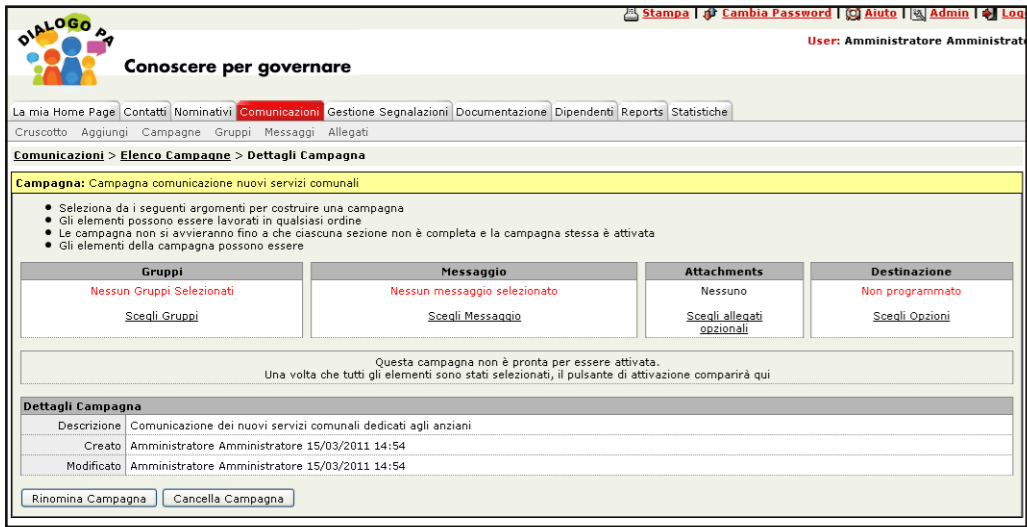 Stampa | Cambia Password | Aiuto | Admin | Log
DIALOGO PA
User: Amministratore Amministrato
Conoscere per governare
La mia Home Page Contatti Nominativi Comunicazioni Gestione Segnalazioni Documentazione Dipendenti Reports Statistiche
Cruscotto Aggiungi Campagne Gruppi Messaggi Allegati
Comunicazioni > Elenco Campagne > Dettagli Campagna
Campagna: Campagna comunicazione nuovi servizi comunali
• Seleziona da i seguenti argomenti per costruire una campagna
• Gli elementi possono essere lavorati in qualsiasi ordine
• Le campagna non si avvieranno fino a che ciascuna sezione non è completa e la campagna stessa è attivata
• Gli elementi della campagna possono essere
Gruppi Messaggio Attachments Destinazione
Nessun Gruppi Selezionati Nessun messaggio selezionato Nessuno Non programmato
Scegli Gruppi Scegli Messaggio Scegli allegati Scegli Opzioni
opzionali
Questa campagna non è pronta per essere attivata.
Una volta che tutti gli elementi sono stati selezionati, il pulsante di attivazione comparirà qui
Dettagli Campagna
Descrizione Comunicazione dei nuovi servizi comunali dedicati agli anziani
Creato Amministratore Amministratore 15/03/2011 14:54
Modificato Amministratore Amministratore 15/03/2011 14:54
Rinomina Campagna Cancella Campagna